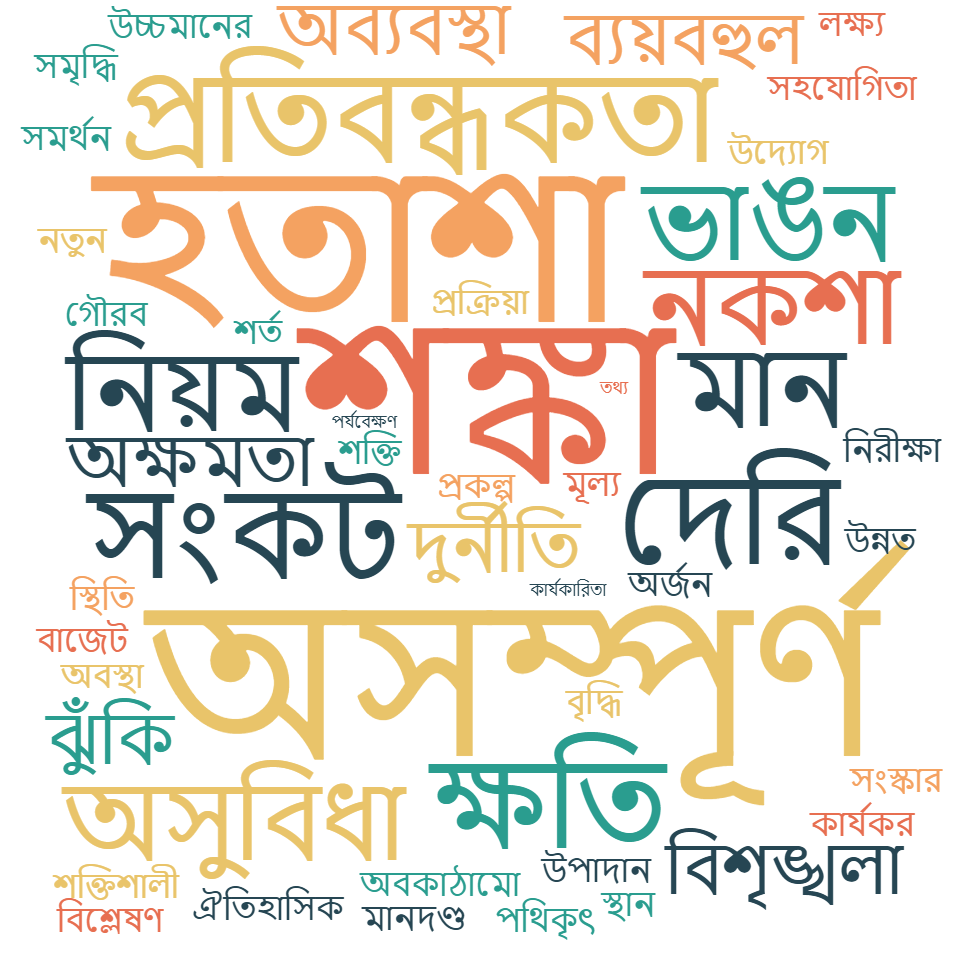 উচ্চমানের
অব্যবস্থা
ব্যয়বহুল
লক্ষ্য
সমৃদ্ধি
প্রতিবন্ধকতা
সহযোগিতা
সমর্থন
উদ্যোগ
হতাশা
ভাঙন
নতুন
নকশা
প্রক্রিয়া
গৌরব
শর্ত
শঙ্কা
নিয়ম
মান
তথ্য
পর্যবেক্ষণ
অক্ষমতা
শক্তি
নিরীক্ষা
প্রকল্প
মূল্য
সংকট
দেরি
দুর্নীতি
উন্নত
কার্যকারিতা
অর্জন
স্থিতি
বাজেট
অসম্পূর্ণ
অবস্থা
বৃদ্ধি
ঝুঁকি
ক্ষতি
অসুবিধা
সংস্কার
কার্যকর
বিশৃঙ্খলা
উপাদান
শক্তিশালী
অবকাঠামো
ঐতিহাসিক
স্থান
বিশ্লেষণ
মানদণ্ড
পথিকৃৎ